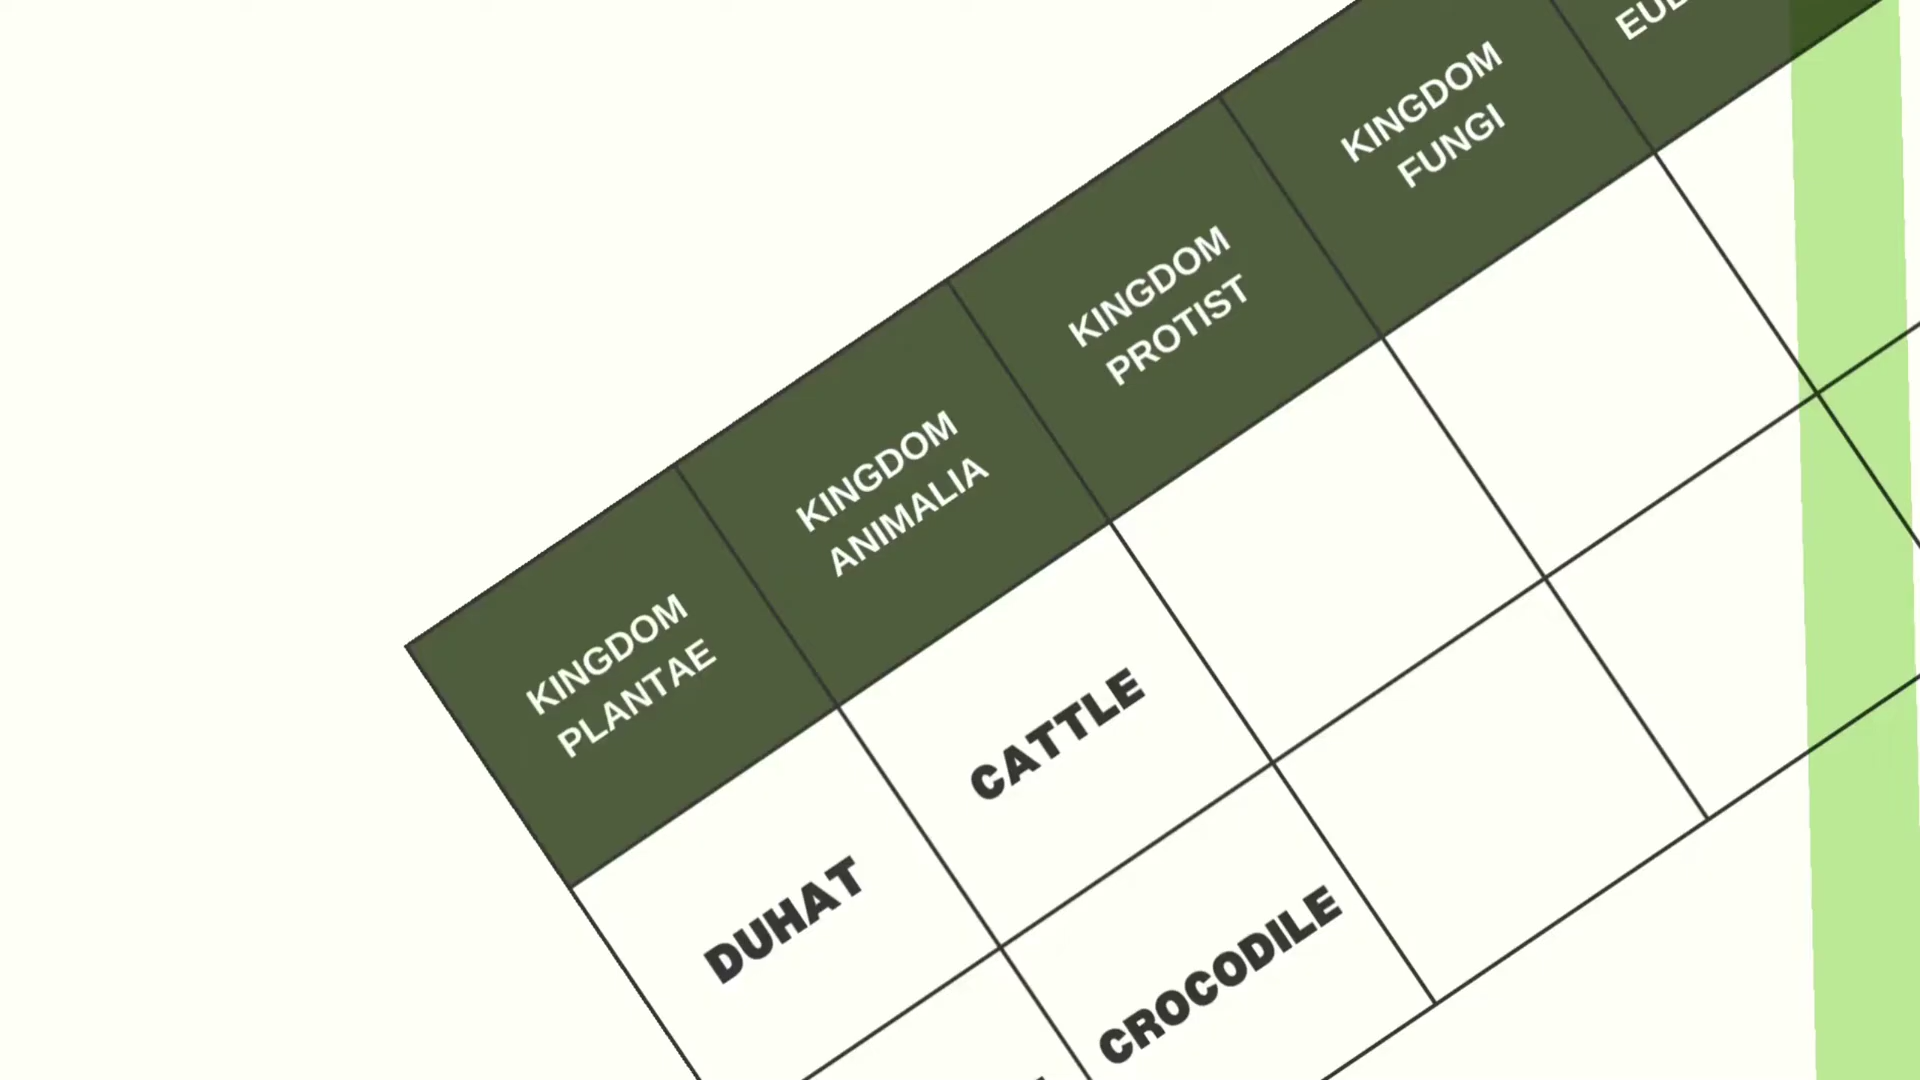 KINGDOM
PLANTAE
KINGDOM
ANIMALIA
KINGDOM
PROTIST
KINGDOM
FUNGI
DUHAT
CATTLE
CROCODILE